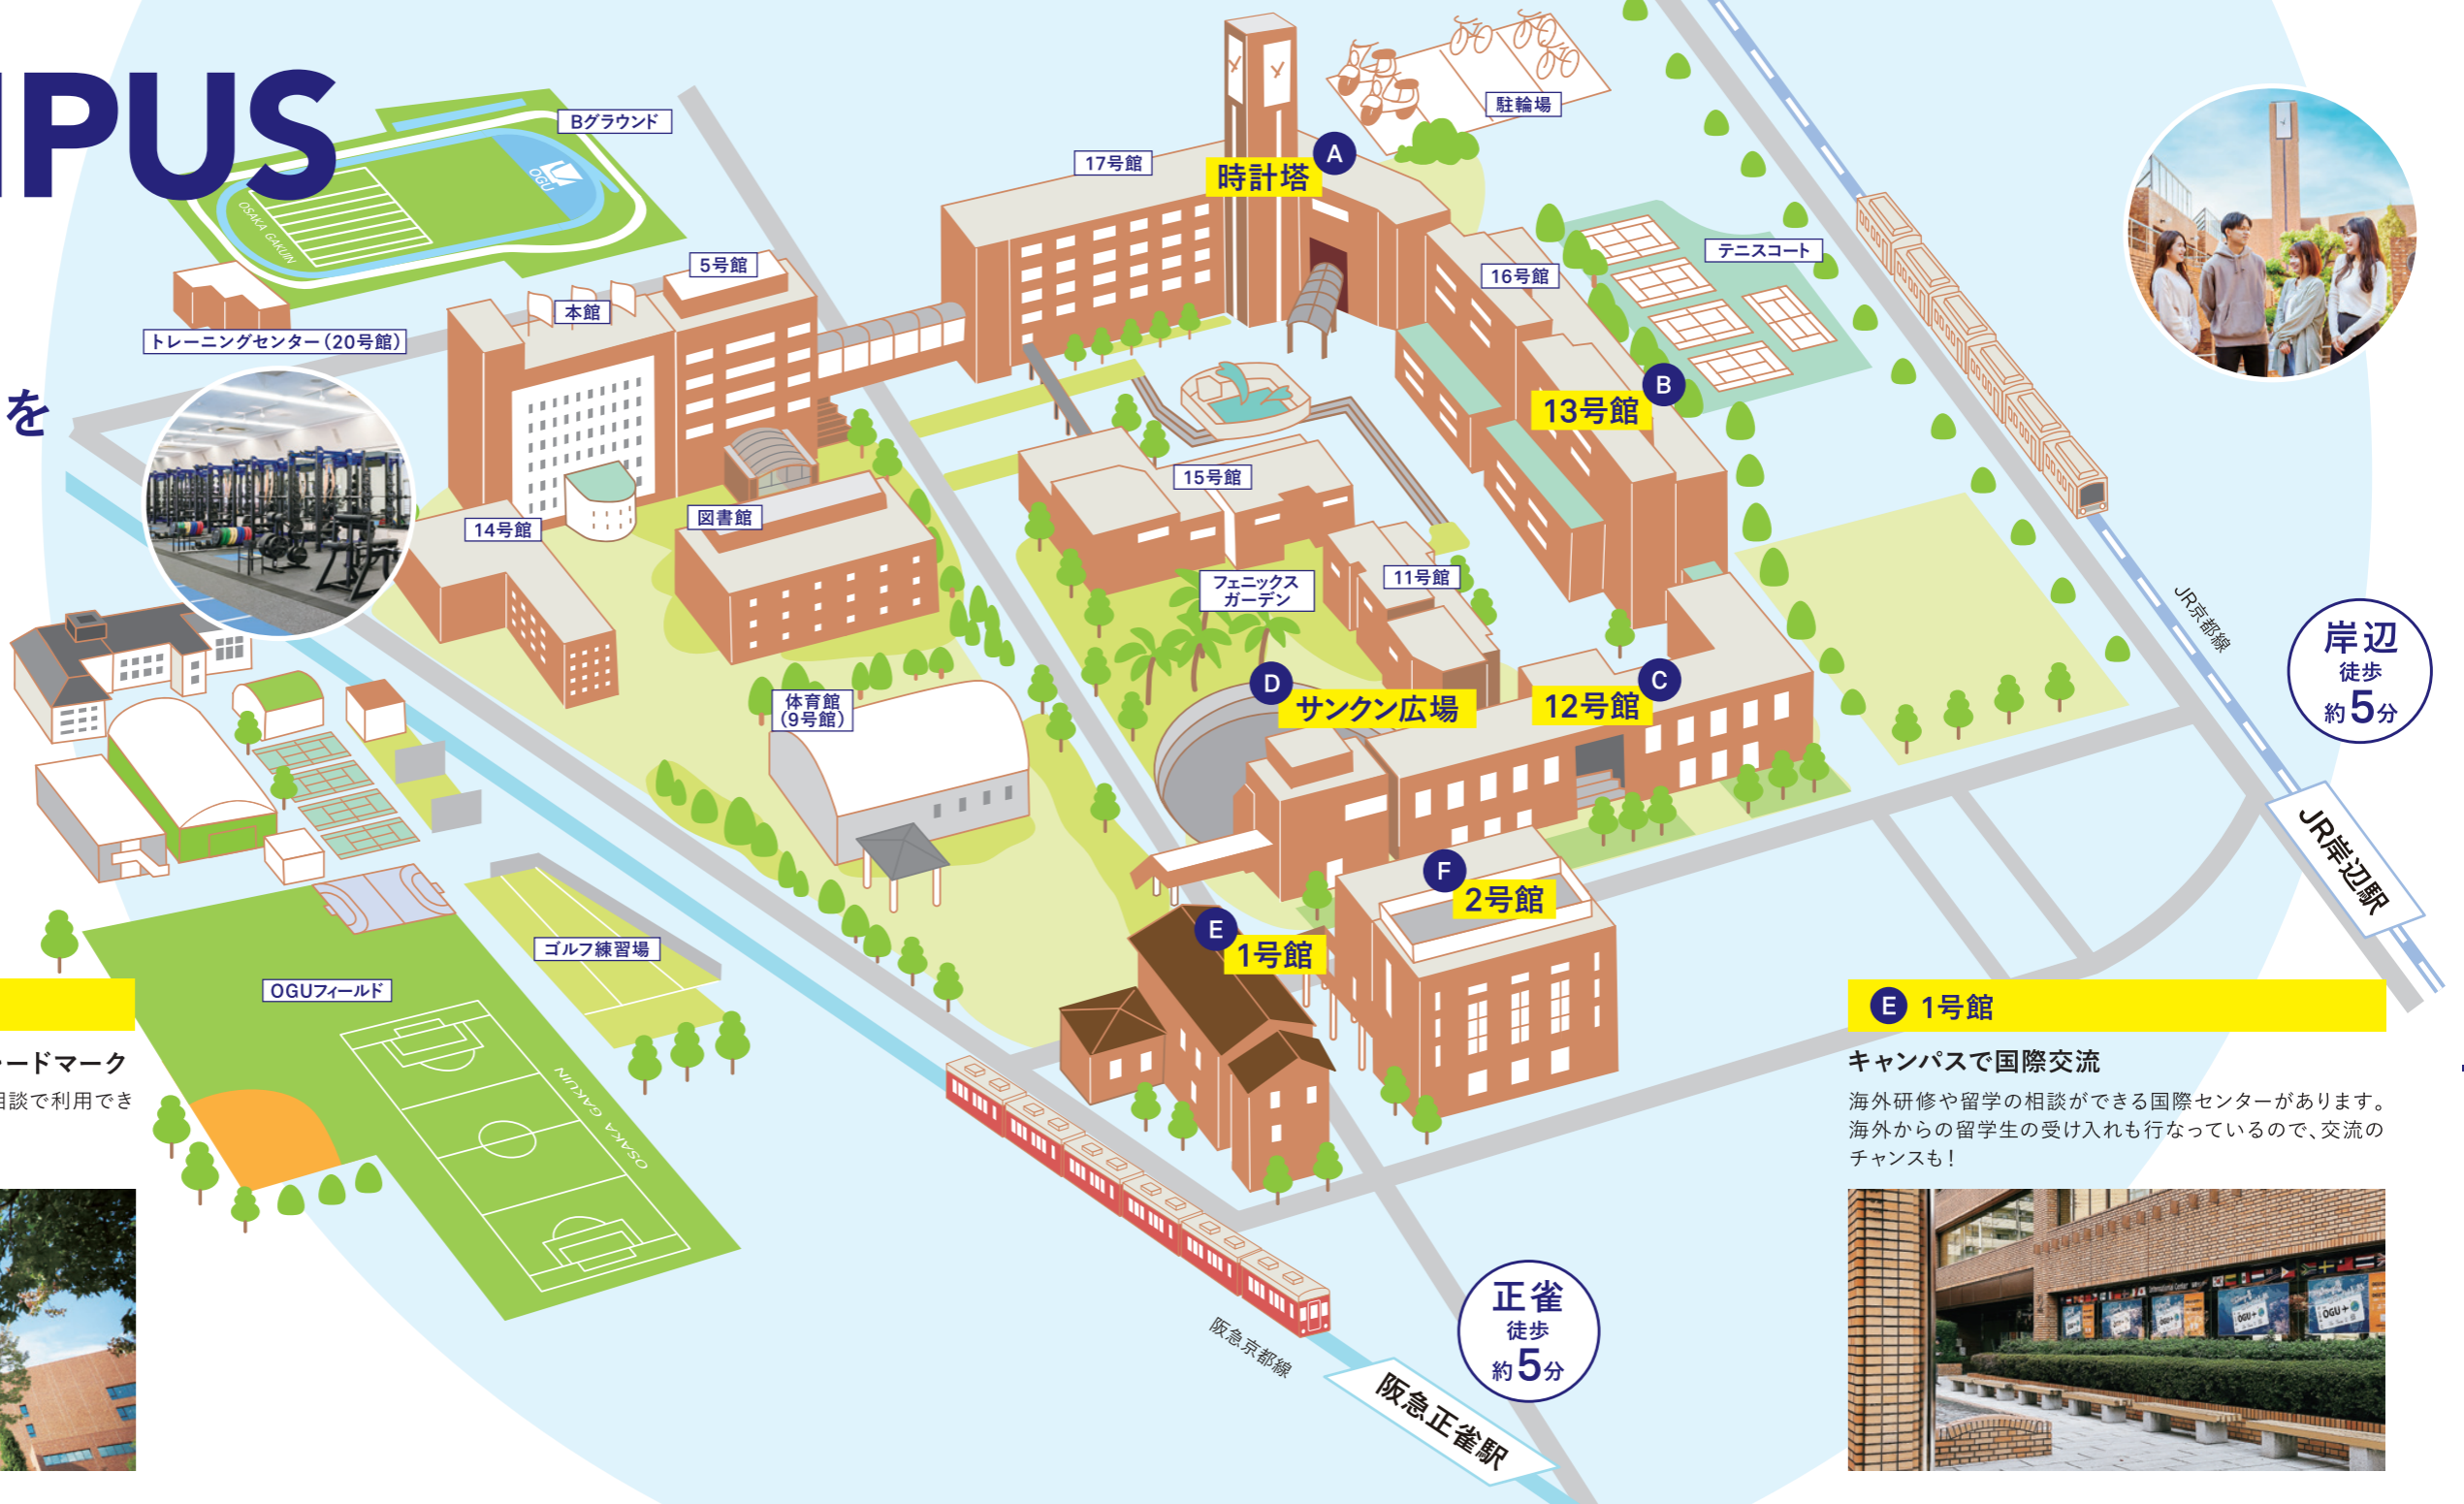 MPUS
を
Bグラウンド
OGU
OSAKA GAKUIN
トレーニングセンター(20号館)
本館
5号館
17号館
時計塔
A
駐輪場
16号館
テニスコート
13号館
B
15号館
14号館
図書館
フェニックス
ガーデン
11号館
D
サンクン広場
12号館
C
体育館
(9号館)
JR京都線
岸辺
徒歩
約5分
JR岸辺駅
F
2号館
E
1号館
ゴルフ練習場
OGUフィールド
OSAKA GAKUIN
阪急京都線
正雀
徒歩
約5分
阪急正雀駅
ードマーク
相談で利用でき
E 1号館
キャンパスで国際交流
海外研修や留学の相談ができる国際センターがあります。
海外からの留学生の受け入れも行なっているので、交流の
チャンスも!
OGU+
OGU+
OGU+